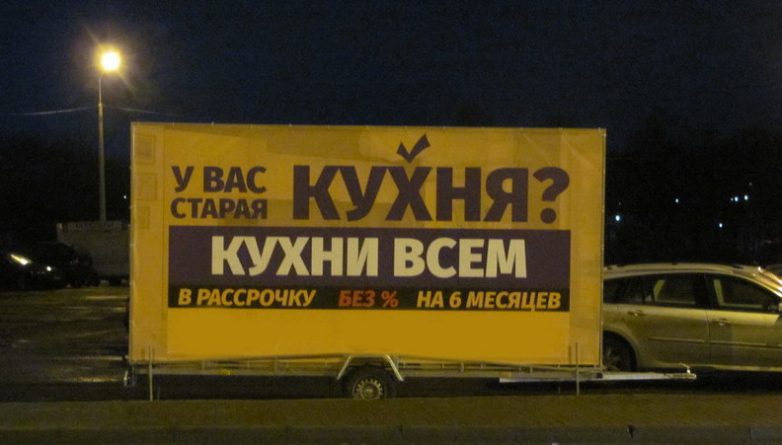 У ВАС СТАРАЯ КУХНЯ?
КУХНИ ВСЕМ
В РАССРОЧКУ БЕЗ % НА 6 МЕСЯЦЕВ